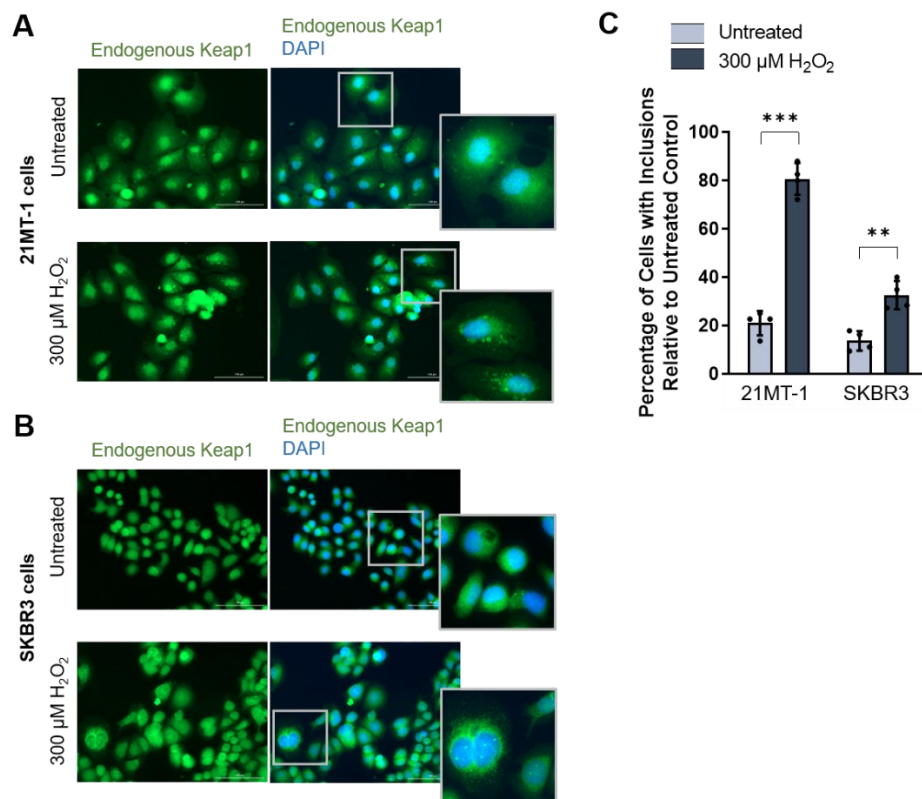 A
Endogenous Keap1
Endogenous Keap1
DAPI
21MT-1 cells
Untreated
300 µM H₂O₂
B
Endogenous Keap1
Endogenous Keap1
DAPI
SKBR3 cells
Untreated
300 µM H₂O₂
C
Untreated
300 µM H₂O₂
Percentage of Cells with Inclusions
Relative to Untreated Control
100
80
60
40
20
0
***
**
21MT-1
SKBR3